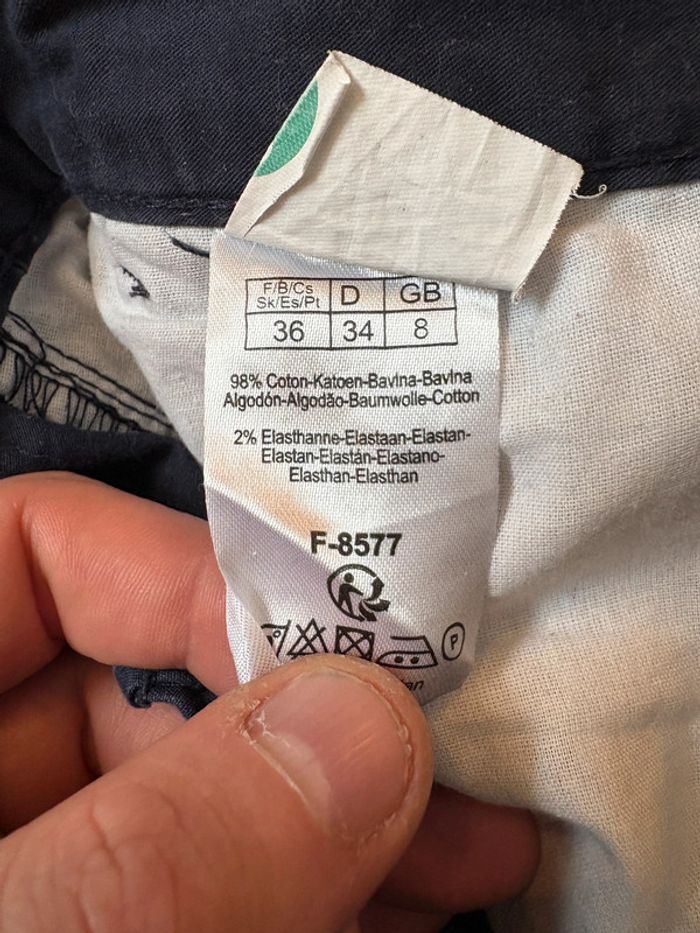 F/B/Cs D GB
Sk/Es/Pt
36 34 8
98% Coton-Katoen-Bavlna-Bavlna
Algodón-Algodão-Baumwolle-Cotton
2% Elasthanne-Elastaan-Elastan-
Elastan-Elastán-Elastano-
Elasthan-Elasthan
F-8577
P